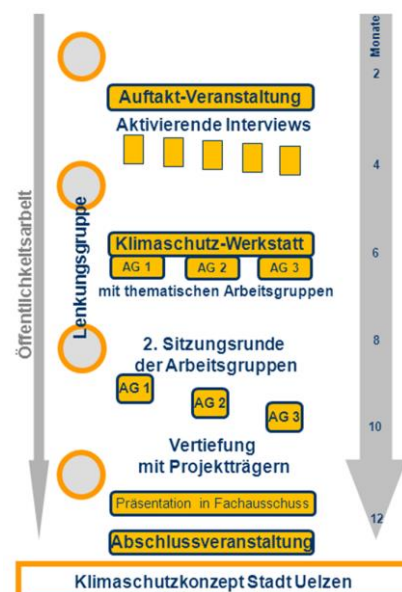 Monate
2
Auftakt-Veranstaltung
Aktivierende Interviews
4
Öffentlichkeitsarbeit
Lenkungsgruppe
Klimaschutz-Werkstatt
6
AG 1 AG 2 AG 3
mit thematischen Arbeitsgruppen
8
2. Sitzungsrunde
der Arbeitsgruppen
AG 1
AG 2
AG 3
10
Vertiefung
mit Projektträgern
Präsentation in Fachausschuss
12
Abschlussveranstaltung
Klimaschutzkonzept Stadt Uelzen